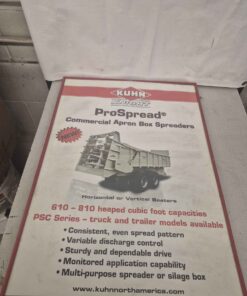 KUHN
KNIGHT
ProSpread®
Commercial Apron Box Spreaders
Horizontal or Vertical Beaters
610 - 810 heaped cubic foot capacities
PSC Series - truck and trailer models available
• Consistent, even spread pattern
• Variable discharge control
• Sturdy and dependable drive
• Monitored application capability
• Multi-purpose spreader or silage box
www.kuhnnorthamerica.com